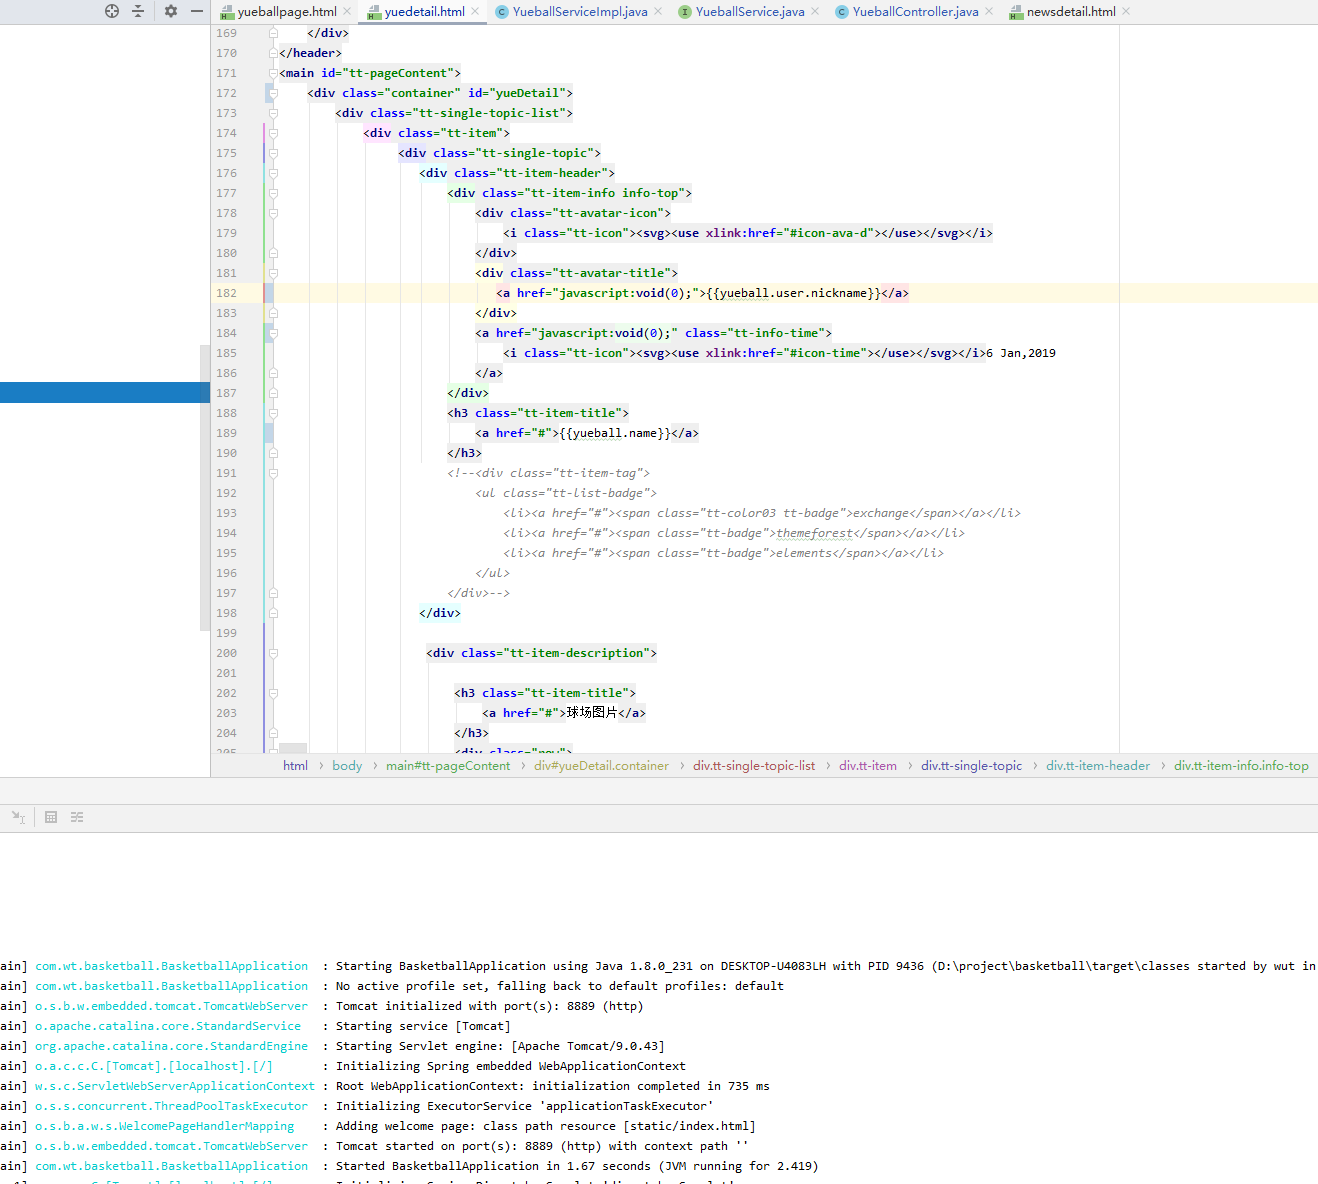 yueballpage.html × yuedetail.html × C YueballServiceImpl.java × I YueballService.java × C YueballController.java × newsdetail.html ×
169 </div>
170 </header>
171 <main id="tt-pageContent">
172 <div class="container" id="yueDetail">
173 <div class="tt-single-topic-list">
174 <div class="tt-item">
175 <div class="tt-single-topic">
176 <div class="tt-item-header">
177 <div class="tt-item-info info-top">
178 <div class="tt-avatar-icon">
179 <i class="tt-icon"><svg><use xlink:href="#icon-ava-d"></use></svg></i>
180 </div>
181 <div class="tt-avatar-title">
182 <a href="javascript:void(0);">{{yueball.user.nickname}}</a>
183 </div>
184 <a href="javascript:void(0);" class="tt-info-time">
185 <i class="tt-icon"><svg><use xlink:href="#icon-time"></use></svg></i>6 Jan,2019
186 </a>
187 </div>
188 <h3 class="tt-item-title">
189 <a href="#">{{yueball.name}}</a>
190 </h3>
191 <!--<div class="tt-item-tag">
192 <ul class="tt-list-badge">
193 <li><a href="#"><span class="tt-color03 tt-badge">exchange</span></a></li>
194 <li><a href="#"><span class="tt-badge">themeforest</span></a></li>
195 <li><a href="#"><span class="tt-badge">elements</span></a></li>
196 </ul>
197 </div>-->
198 </div>
199
200 <div class="tt-item-description">
201
202 <h3 class="tt-item-title">
203 <a href="#">球场图片</a>
204 </h3>
205 <div class="row">
html › body › main#tt-pageContent › div#yueDetail.container › div.tt-single-topic-list › div.tt-item › div.tt-single-topic › div.tt-item-header › div.tt-item-info.info-top
ain] com.wt.basketball.BasketballApplication : Starting BasketballApplication using Java 1.8.0_231 on DESKTOP-U4083LH with PID 9436 (D:\project\basketball\target\classes started by wut in
ain] com.wt.basketball.BasketballApplication : No active profile set, falling back to default profiles: default
ain] o.s.b.w.embedded.tomcat.TomcatWebServer : Tomcat initialized with port(s): 8889 (http)
ain] o.apache.catalina.core.StandardService : Starting service [Tomcat]
ain] org.apache.catalina.core.StandardEngine : Starting Servlet engine: [Apache Tomcat/9.0.43]
ain] o.a.c.c.C.[Tomcat].[localhost].[/] : Initializing Spring embedded WebApplicationContext
ain] w.s.c.ServletWebServerApplicationContext : Root WebApplicationContext: initialization completed in 735 ms
ain] o.s.s.concurrent.ThreadPoolTaskExecutor : Initializing ExecutorService 'applicationTaskExecutor'
ain] o.s.b.a.w.s.WelcomePageHandlerMapping : Adding welcome page: class path resource [static/index.html]
ain] o.s.b.w.embedded.tomcat.TomcatWebServer : Tomcat started on port(s): 8889 (http) with context path ''
ain] com.wt.basketball.BasketballApplication : Started BasketballApplication in 1.67 seconds (JVM running for 2.419)